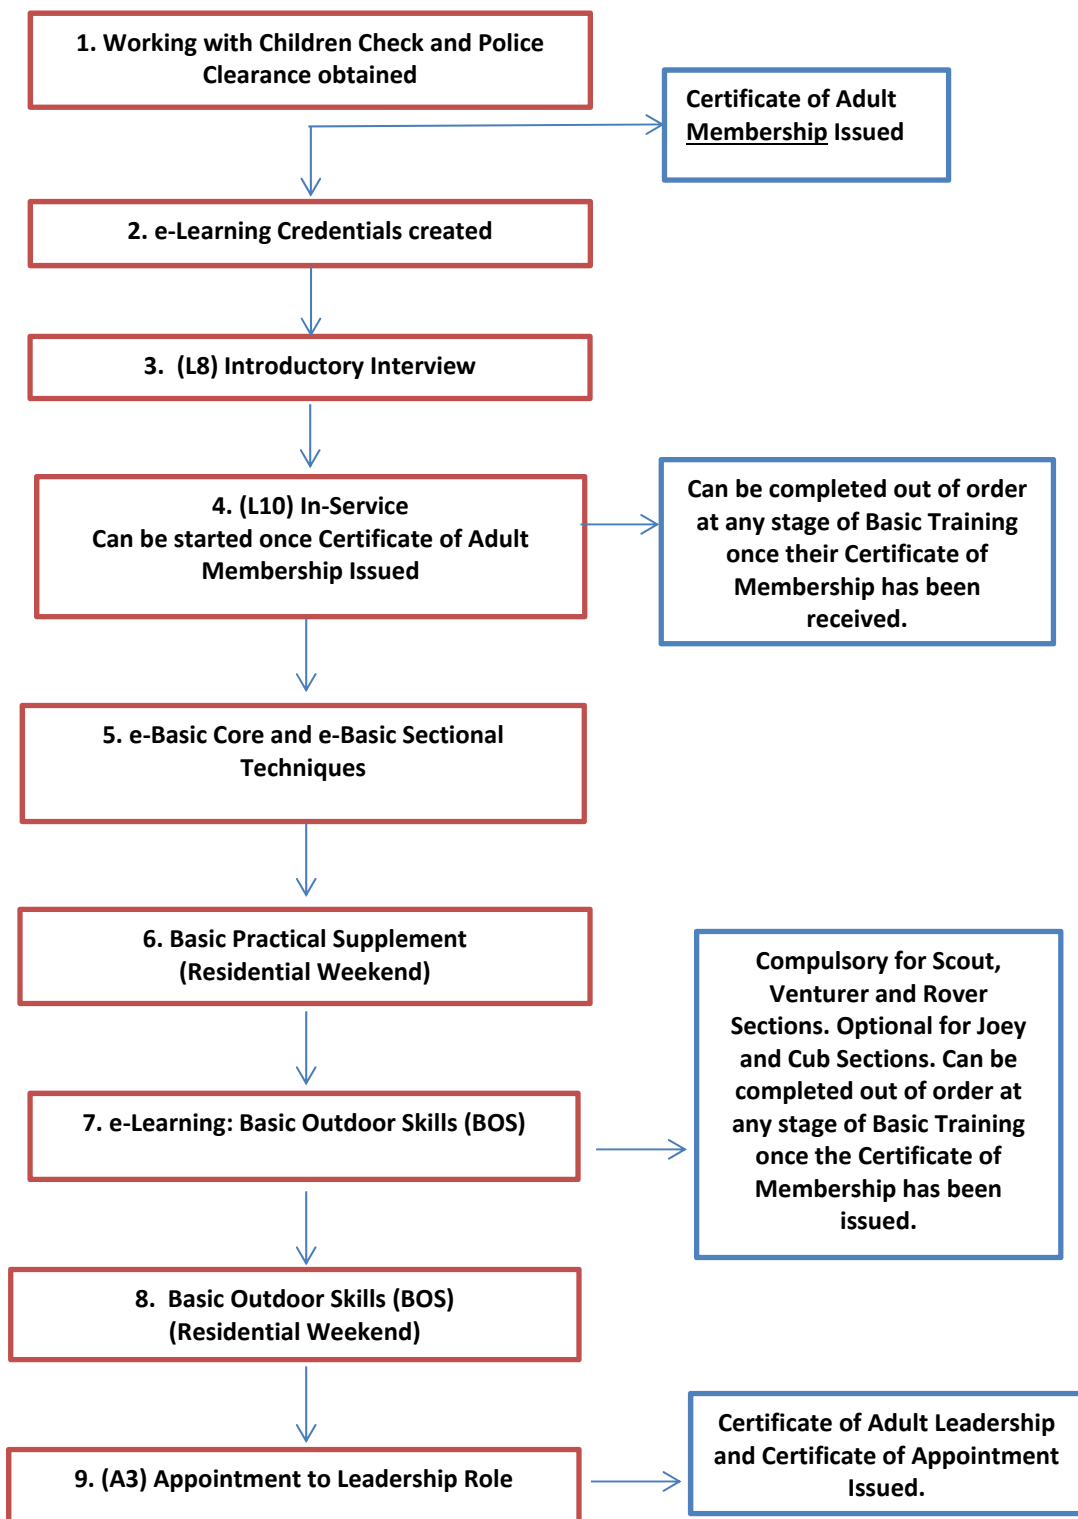 1. Working with Children Check and Police
Clearance obtained
Certificate of Adult
Membership Issued
2. e-Learning Credentials created
3. (L8) Introductory Interview
4. (L10) In-Service
Can be started once Certificate of Adult
Membership Issued
Can be completed out of order
at any stage of Basic Training
once their Certificate of
Membership has been
received.
5. e-Basic Core and e-Basic Sectional
Techniques
6. Basic Practical Supplement
(Residential Weekend)
Compulsory for Scout,
Venturer and Rover
Sections. Optional for Joey
and Cub Sections. Can be
completed out of order at
any stage of Basic Training
once the Certificate of
Membership has been
issued.
7. e-Learning: Basic Outdoor Skills (BOS)
8. Basic Outdoor Skills (BOS)
(Residential Weekend)
Certificate of Adult Leadership
and Certificate of Appointment
Issued.
9. (A3) Appointment to Leadership Role